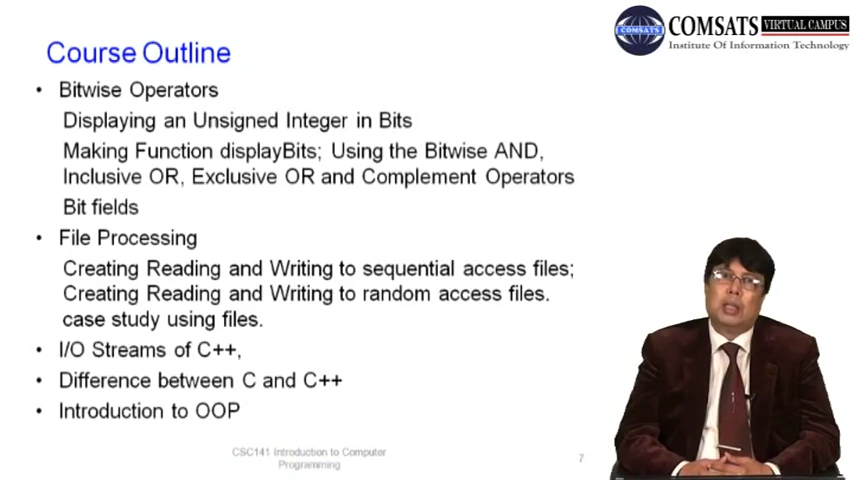 COMSATS VIRTUAL CAMPUS
COMSATS
Institute Of Information Technology
Course Outline
• Bitwise Operators
Displaying an Unsigned Integer in Bits
Making Function displayBits; Using the Bitwise AND,
Inclusive OR, Exclusive OR and Complement Operators
Bit fields
• File Processing
Creating Reading and Writing to sequential access files;
Creating Reading and Writing to random access files.
case study using files.
• I/O Streams of C++,
• Difference between C and C++
• Introduction to OOP
CSC141 Introduction to Computer
Programming
7